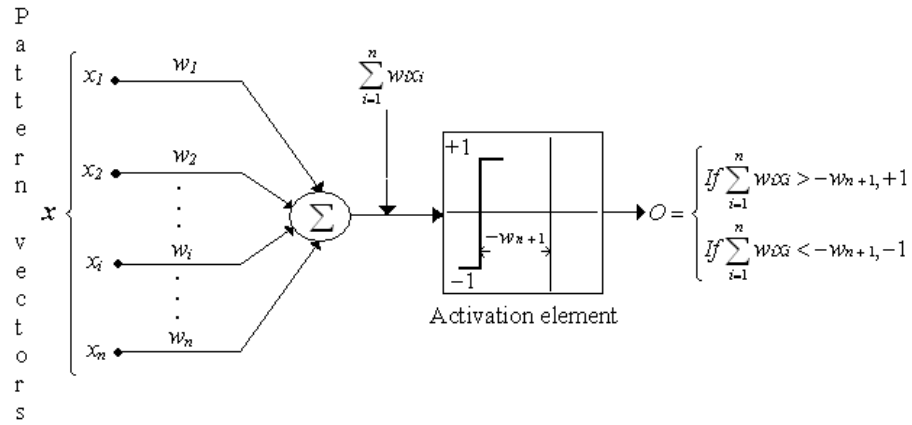 Pattern vectors
x
x1
w1
x2
w2
xi
wi
xn
wn
Σ
n
∑ wixi
i=1
+1
−wn+1
−1
Activation element
O =
n
If ∑ wixi > −wn+1, +1
i=1
n
If ∑ wixi < −wn+1, −1
i=1